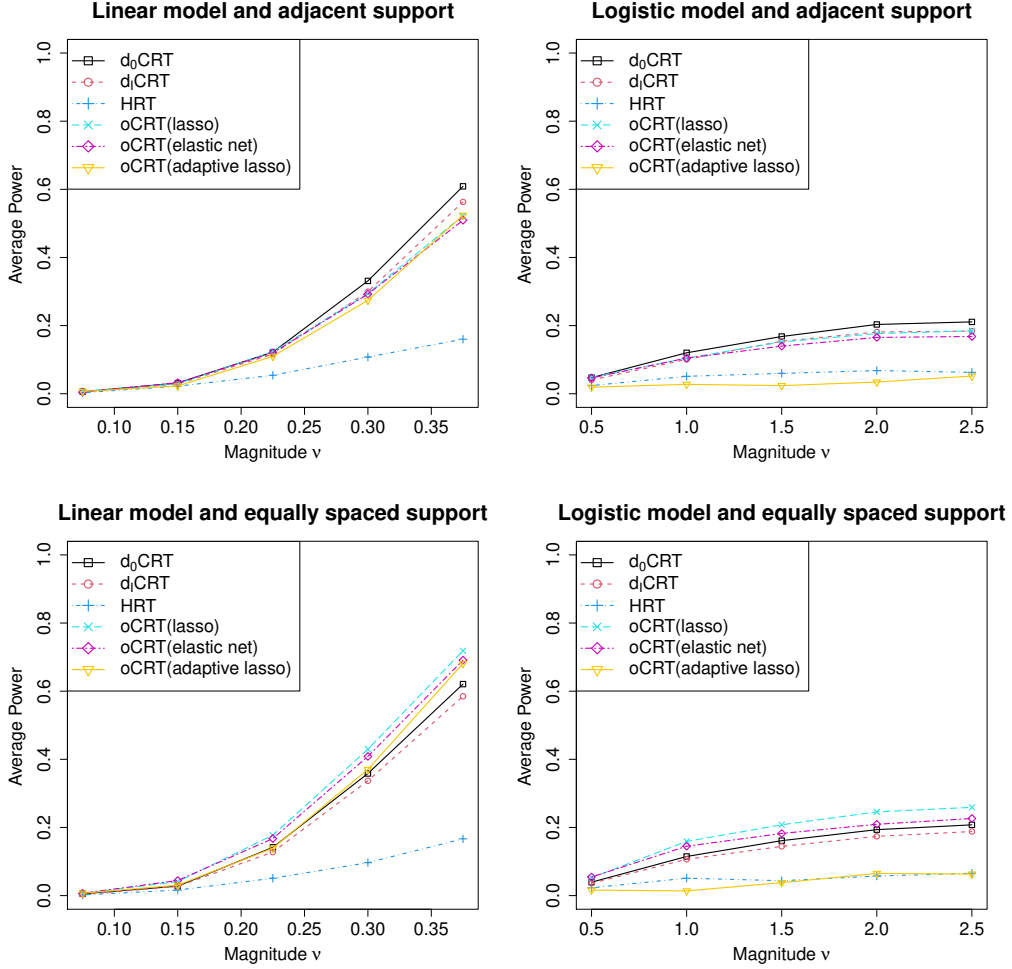 Linear model and adjacent support
1.0
0.8
0.6
0.4
0.2
0.0
Average Power
d0CRT
dICRT
HRT
oCRT(lasso)
oCRT(elastic net)
oCRT(adaptive lasso)
0.10 0.15 0.20 0.25 0.30 0.35
Magnitude ν
Logistic model and adjacent support
1.0
0.8
0.6
0.4
0.2
0.0
Average Power
d0CRT
dICRT
HRT
oCRT(lasso)
oCRT(elastic net)
oCRT(adaptive lasso)
0.5 1.0 1.5 2.0 2.5
Magnitude ν
Linear model and equally spaced support
1.0
0.8
0.6
0.4
0.2
0.0
Average Power
d0CRT
dICRT
HRT
oCRT(lasso)
oCRT(elastic net)
oCRT(adaptive lasso)
0.10 0.15 0.20 0.25 0.30 0.35
Magnitude ν
Logistic model and equally spaced support
1.0
0.8
0.6
0.4
0.2
0.0
Average Power
d0CRT
dICRT
HRT
oCRT(lasso)
oCRT(elastic net)
oCRT(adaptive lasso)
0.5 1.0 1.5 2.0 2.5
Magnitude ν